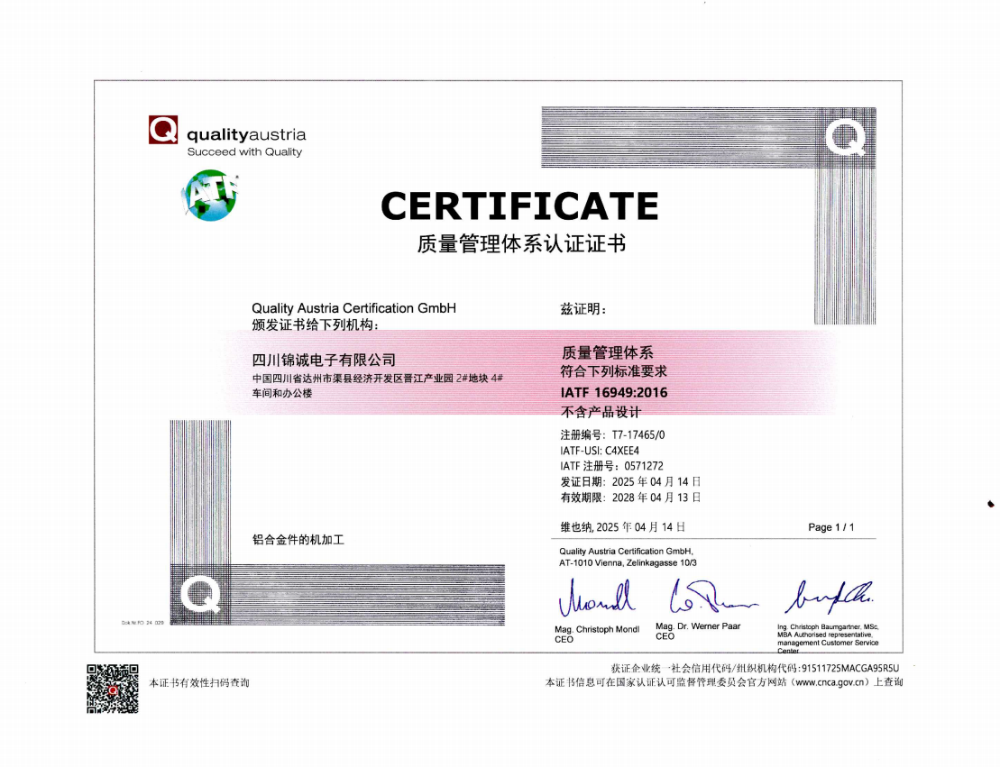 qualityaustria
Succeed with Quality
IATF
CERTIFICATE
质量管理体系认证证书
Quality Austria Certification GmbH
颁发证书给下列机构：
四川锦诚电子有限公司
中国四川省达州市渠县经济开发区晋江产业园 2#地块 4#
车间和办公楼
铝合金件的机加工
兹证明：
质量管理体系
符合下列标准要求
IATF 16949:2016
不含产品设计
注册编号: T7-17465/0
IATF-USI: C4XEE4
IATF 注册号: 0571272
发证日期: 2025 年 04 月 14 日
有效期限: 2028 年 04 月 13 日
维也纳, 2025 年 04 月 14 日
Page 1 / 1
Quality Austria Certification GmbH,
AT-1010 Vienna, Zelinkagasse 10/3
Mag. Christoph Mondl
CEO
Mag. Dr. Werner Paar
CEO
Ing. Christoph Baumgartner. MSc,
MBA Authorised representative,
management Customer Service
Center
Dok Nr.FO 24 029
本证书有效性扫码查询
获证企业统一社会信用代码/组织机构代码:91511725MACGA95R5U
本证书信息可在国家认证认可监督管理委员会官方网站（www.cnca.gov.cn）上查询